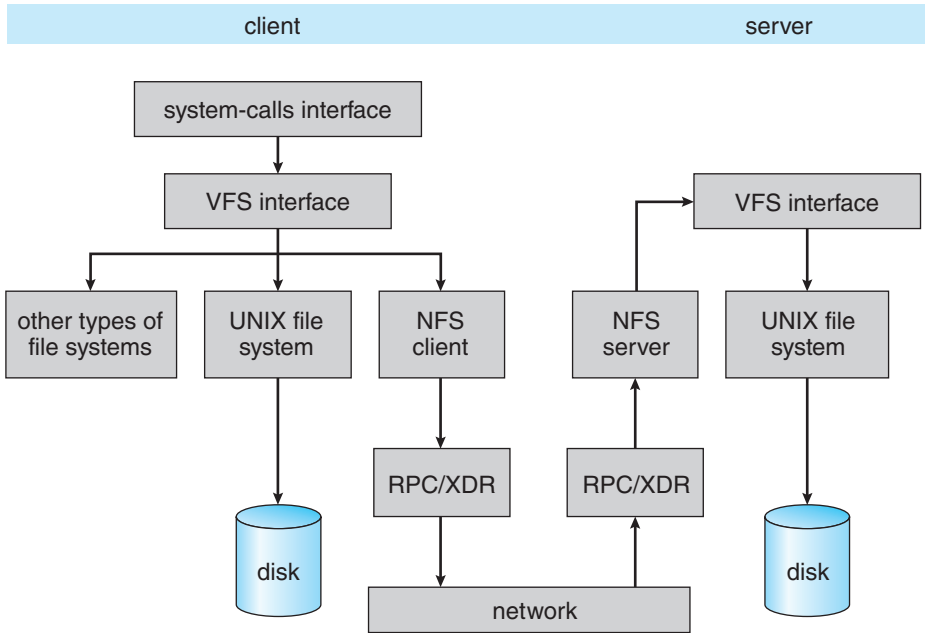 client
server
system-calls interface
VFS interface
VFS interface
other types of
file systems
UNIX file
system
NFS
client
NFS
server
UNIX file
system
RPC/XDR
RPC/XDR
disk
disk
network